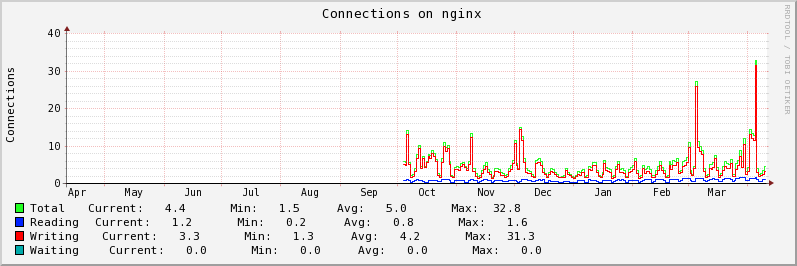 Connections on nginx
RRDTOOL / TOBI OETIKER
Connections
40
30
20
10
0
Apr May Jun Jul Aug Sep Oct Nov Dec Jan Feb Mar
Total Current: 4.4 Min: 1.5 Avg: 5.0 Max: 32.8
Reading Current: 1.2 Min: 0.2 Avg: 0.8 Max: 1.6
Writing Current: 3.3 Min: 1.3 Avg: 4.2 Max: 31.3
Waiting Current: 0.0 Min: 0.0 Avg: 0.0 Max: 0.0